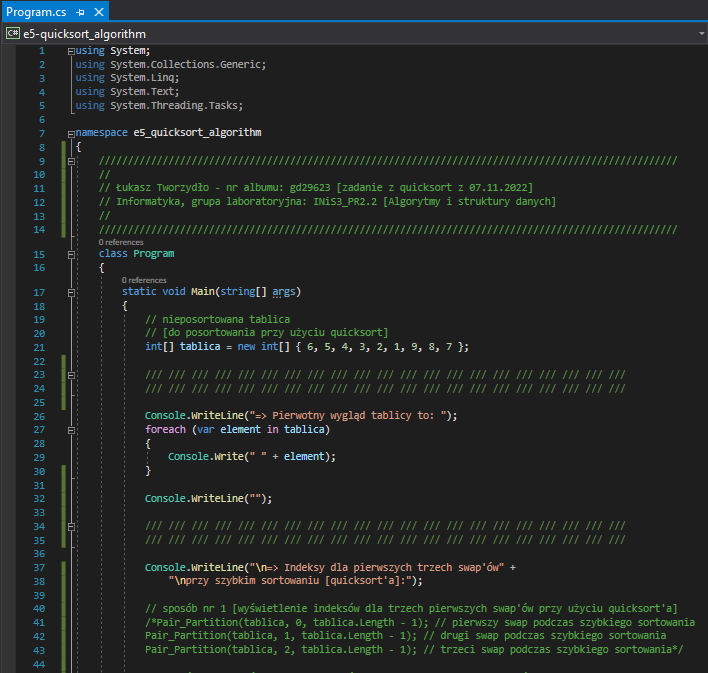 Program.cs
C# e5-quicksort_algorithm
1 using System;
2 using System.Collections.Generic;
3 using System.Linq;
4 using System.Text;
5 using System.Threading.Tasks;
6
7 namespace e5_quicksort_algorithm
8 {
9 ////////////////////////////////////////////////////////////////////////////////////////////////////
10 //
11 // Łukasz Tworzydło - nr albumu: gd29623 [zadanie z quicksort z 07.11.2022]
12 // Informatyka, grupa laboratoryjna: INiS3_PR2.2 [Algorytmy i struktury danych]
13 //
14 ////////////////////////////////////////////////////////////////////////////////////////////////////
0 references
15 class Program
16 {
0 references
17 static void Main(string[] args)
18 {
19 // nieposortowana tablica
20 // [do posortowania przy użyciu quicksort]
21 int[] tablica = new int[] { 6, 5, 4, 3, 2, 1, 9, 8, 7 };
22
23 /// /// /// /// /// /// /// /// /// /// /// /// /// /// /// /// /// /// /// /// ///
24 /// /// /// /// /// /// /// /// /// /// /// /// /// /// /// /// /// /// /// /// ///
25
26 Console.WriteLine("=> Pierwotny wygląd tablicy to: ");
27 foreach (var element in tablica)
28 {
29 Console.Write(" " + element);
30 }
31
32 Console.WriteLine("");
33
34 /// /// /// /// /// /// /// /// /// /// /// /// /// /// /// /// /// /// /// /// ///
35 /// /// /// /// /// /// /// /// /// /// /// /// /// /// /// /// /// /// /// /// ///
36
37 Console.WriteLine("\n=> Indeksy dla pierwszych trzech swap'ów" +
38 "\nprzy szybkim sortowaniu [quicksort'a]:");
39
40 // sposób nr 1 [wyświetlenie indeksów dla trzech pierwszych swap'ów przy użyciu quicksort'a]
41 /*Pair_Partition(tablica, 0, tablica.Length - 1); // pierwszy swap podczas szybkiego sortowania
42 Pair_Partition(tablica, 1, tablica.Length - 1); // drugi swap podczas szybkiego sortowania
43 Pair_Partition(tablica, 2, tablica.Length - 1); // trzeci swap podczas szybkiego sortowania*/
44